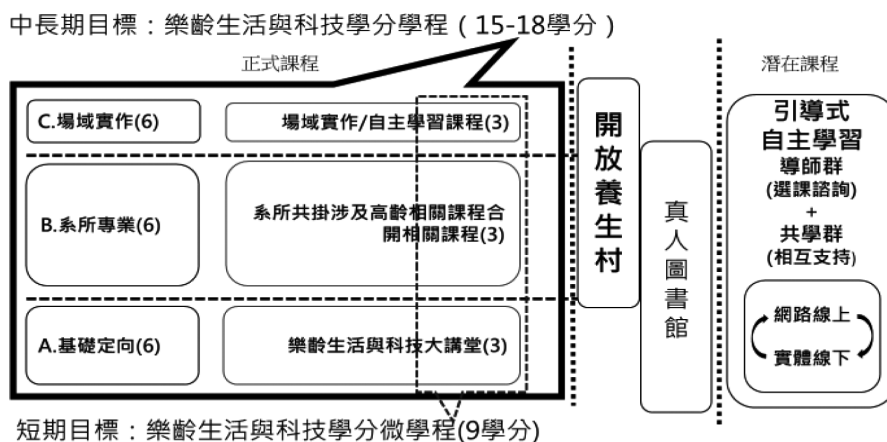 中長期目標：樂齡生活與科技學分學程（15-18學分）
正式課程
C.場域實作(6)
場域實作/自主學習課程(3)
B.系所專業(6)
系所共掛涉及高齡相關課程合
開相關課程(3)
A.基礎定向(6)
樂齡生活與科技大講堂(3)
短期目標：樂齡生活與科技學分微學程(9學分)
開放養生村
真人圖書館
潛在課程
引導式
自主學習
導師群
(選課諮詢)
+
共學群
(相互支持)
網路線上
實體線下